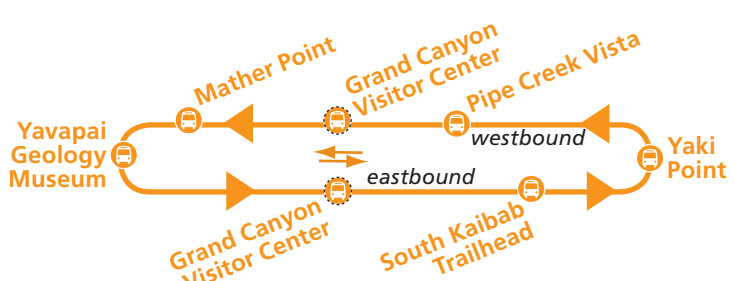 Mather Point
Grand Canyon
Visitor Center
Pipe Creek Vista
westbound
Yavapai
Geology
Museum
Yaki
Point
eastbound
Grand Canyon
Visitor Center
South Kaibab
Trailhead